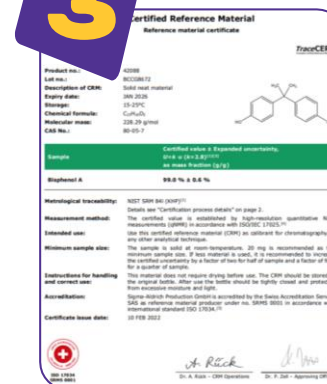 S
Certified Reference Material
Reference material certificate
TraceCER
Product no.: 42088
Lot no.: BCCG8672
Description of CRM: Solid neat material
Expiry date: JAN 2026
Storage: 15-25°C
Chemical formula: C₁₅H₁₆O₂
Molecular mass: 228.29 g/mol
CAS No.: 80-05-7
H₃C CH₃
HO
Sample
Certified value ± Expanded uncertainty,
as mass fraction [g/g]
Bisphenol A 99.0 % ± 0.6 %
Metrological traceability: NIST SRM 84l (KHP)
Details see "Certification process details" on page 2.
Measurement method: The certified value is established by high-resolution quantitative
measurements (qNMR) in accordance with ISO/IEC 17025.
Intended use: Use this certified reference material (CRM) as calibrant for chromatography
any other analytical technique.
Minimum sample size: The sample is solid at room-temperature. 20 mg is recommended as
minimum sample size. If less material is used, it is recommended to increa
the certified uncertainty by a factor of two for half of sample and a factor of
for a quarter of sample.
Instructions for handling and correct use: This material does not require drying before use. The CRM should be stored
the original bottle. After use the bottle should be tightly closed and protec
from excessive moisture and light.
Accreditation: Sigma-Aldrich Production GmbH is accredited by the Swiss Accreditation Serv
SAS as reference material producer under no. SRMS 0001 in accordance w
international standard ISO 17034.
Certificate issue date: 10 FEB 2022
A. Rück
ISO 17034
SRMS 0001
Dr. A. Rück – CRM Operations
Dr. P. Zell – Approving Off